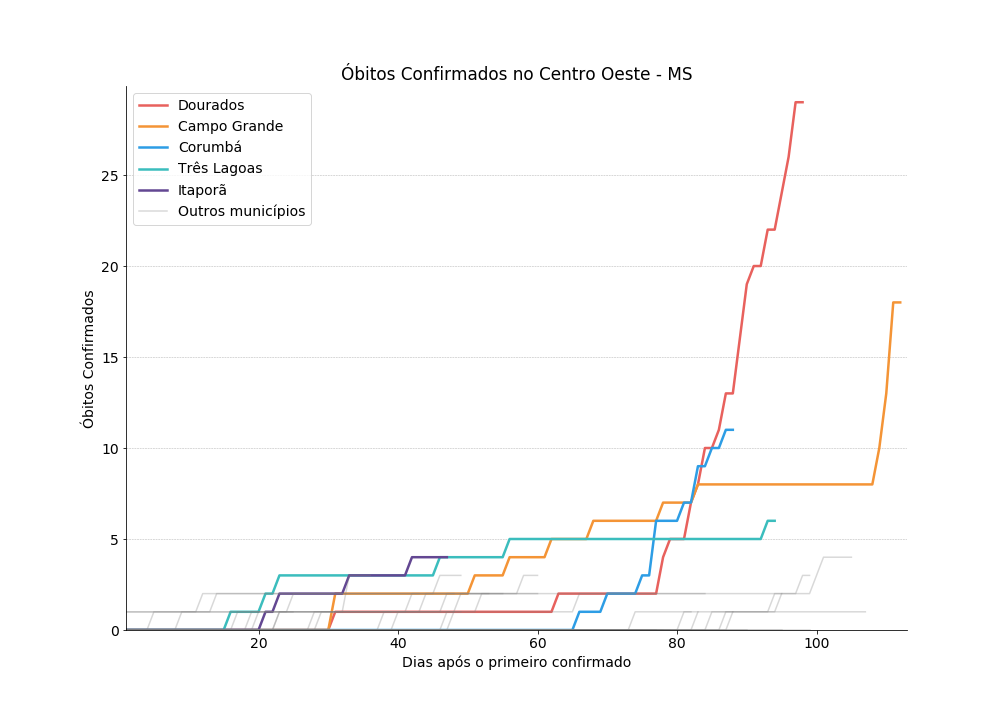 Óbitos Confirmados no Centro Oeste - MS
Dourados
Campo Grande
Corumbá
Três Lagoas
Itaporã
Outros municípios
Óbitos Confirmados
25
20
15
10
5
0
20 40 60 80 100
Dias após o primeiro confirmado